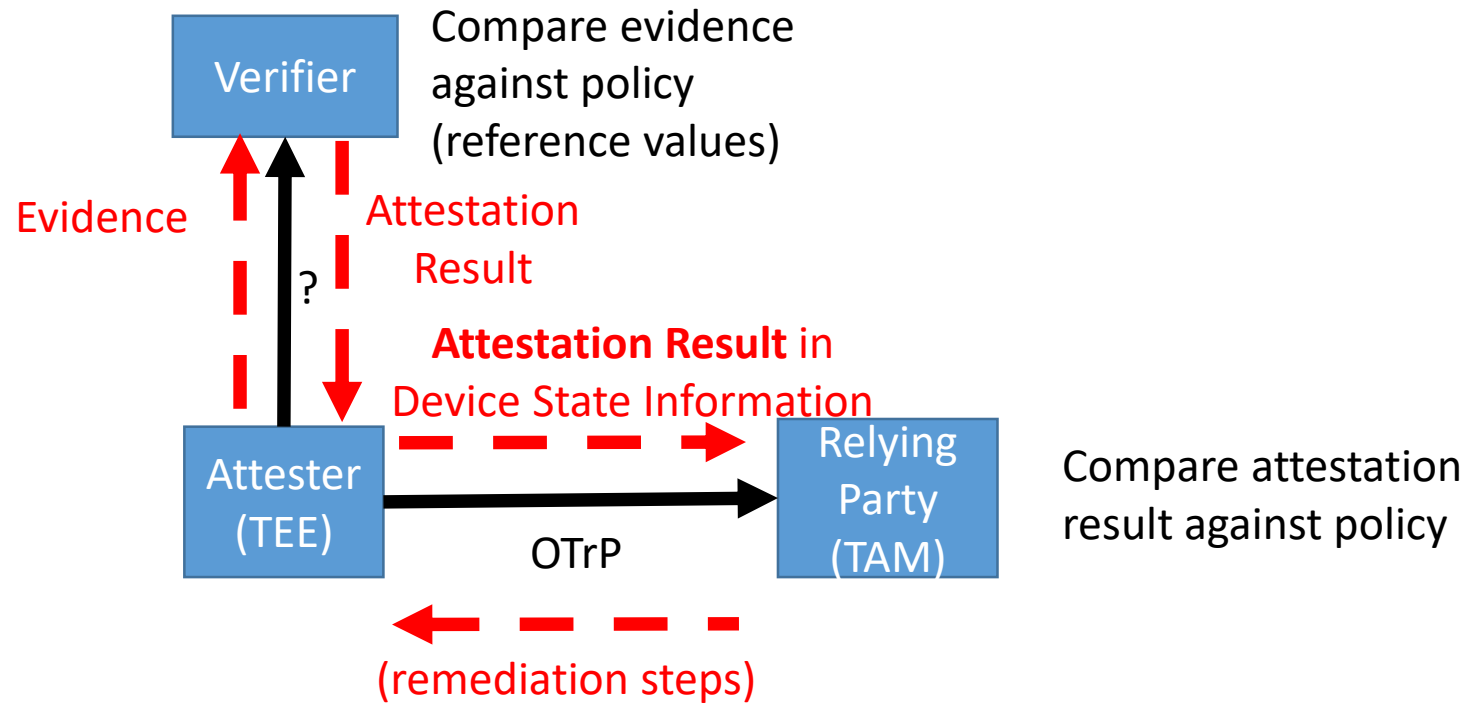 Verifier
Compare evidence
against policy
(reference values)
Evidence
Attestation
Result
?
Attestation Result in
Device State Information
Attester
(TEE)
OTrP
Relying
Party
(TAM)
Compare attestation
result against policy
(remediation steps)